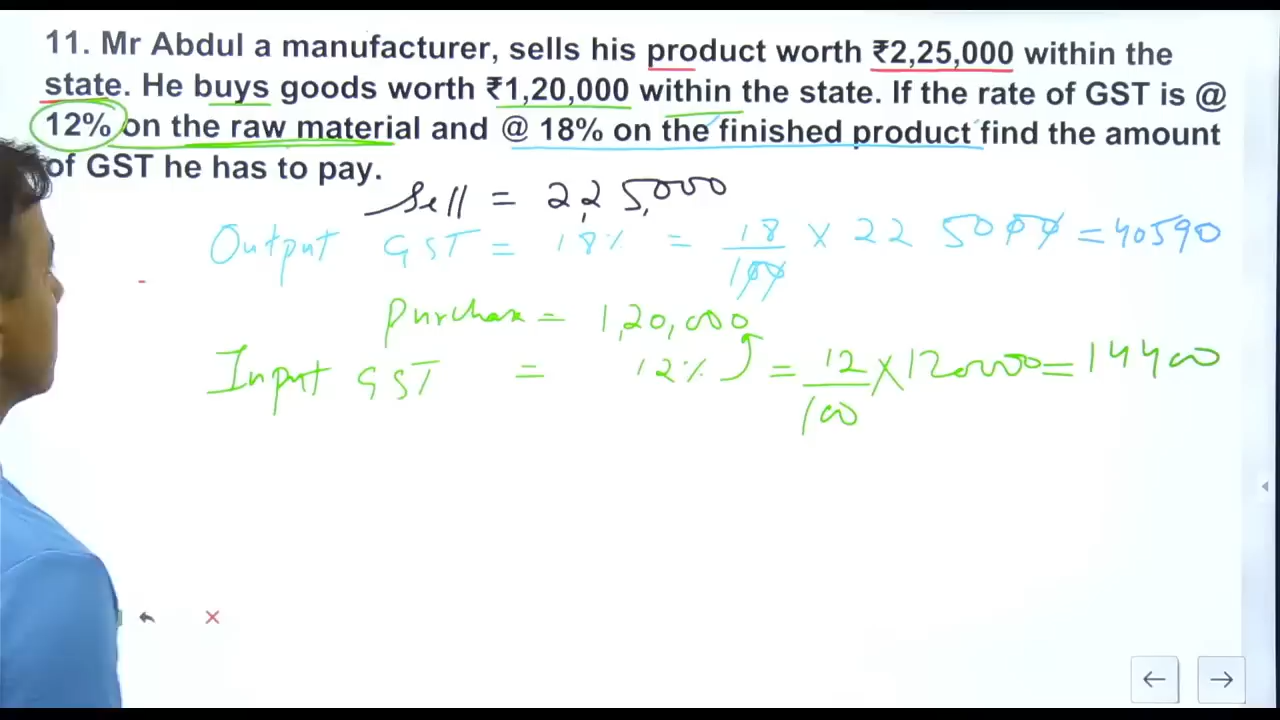 11. Mr Abdul a manufacturer, sells his product worth ₹2,25,000 within the
state. He buys goods worth ₹1,20,000 within the state. If the rate of GST is @
12% on the raw material and @ 18% on the finished product find the amount
of GST he has to pay.
Sell = 2,25,000
Output GST = 18% = 18/100 × 225000 = 40590
Purchase = 1,20,000
Input GST = 12% = 12/100 × 120000 = 14400